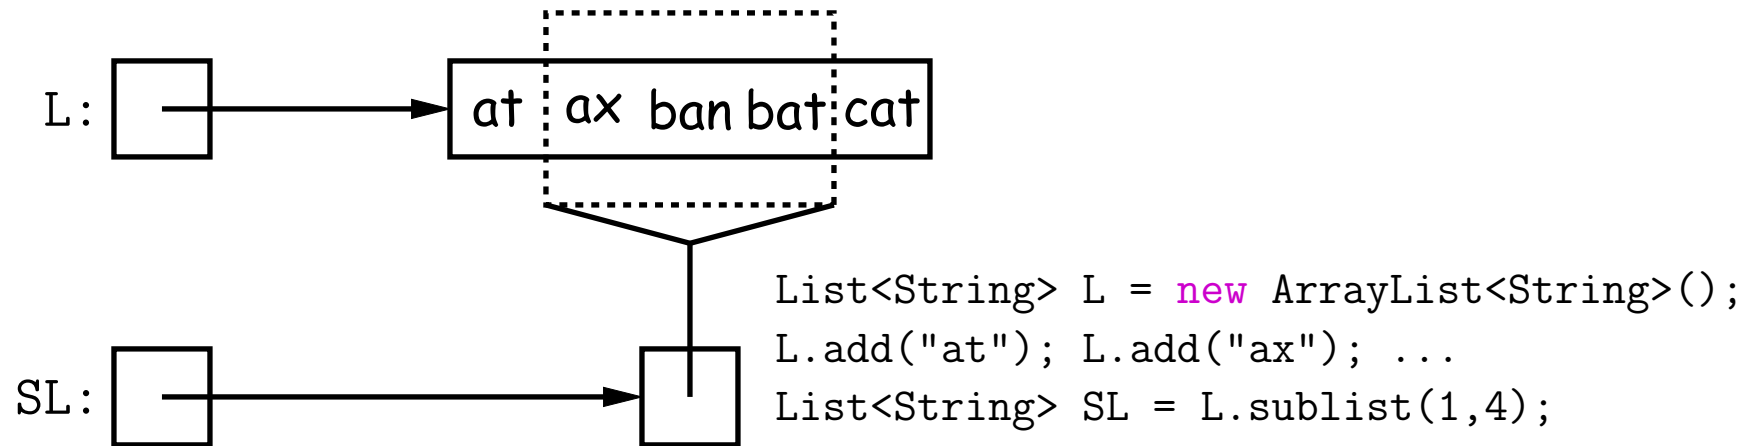 L: at ax ban bat cat
List<String> L = new ArrayList<String>();
L.add("at"); L.add("ax"); ...
SL: List<String> SL = L.sublist(1,4);